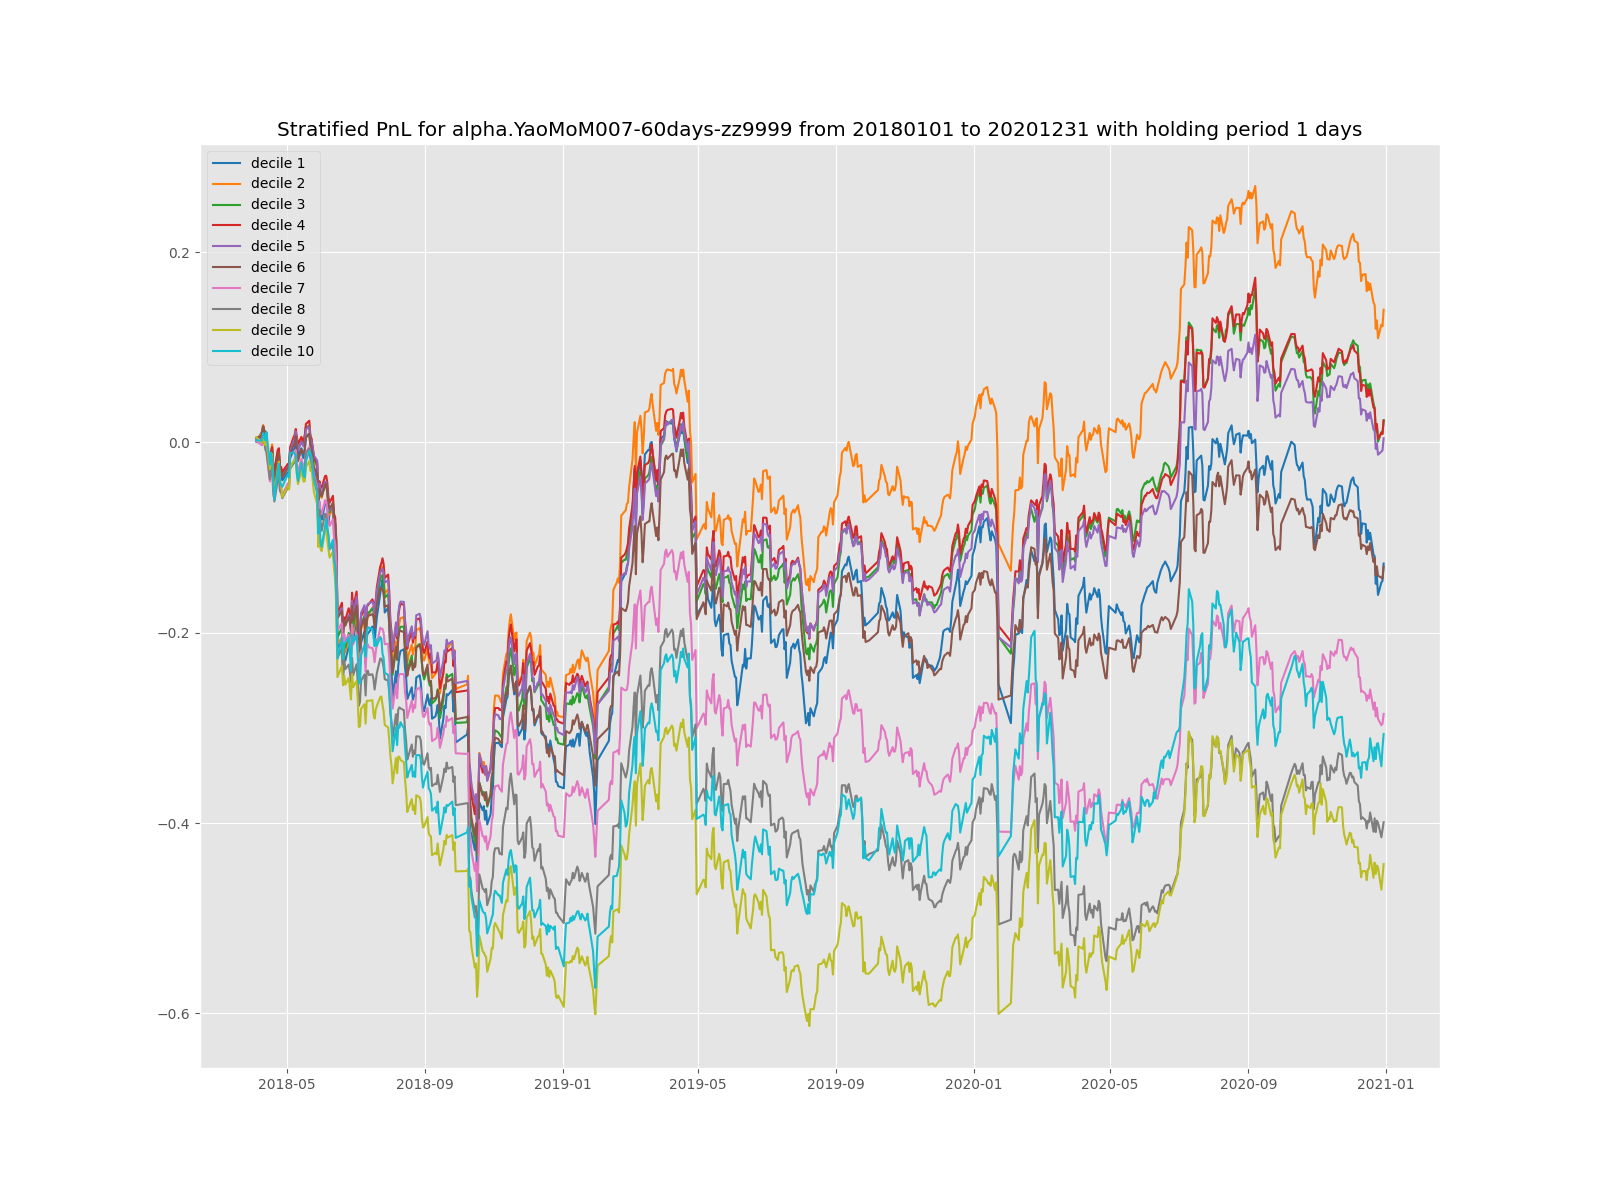 Stratified PnL for alpha.YaoMoM007-60days-zz9999 from 20180101 to 20201231 with holding period 1 days
decile 1
decile 2
decile 3
decile 4
decile 5
decile 6
decile 7
decile 8
decile 9
decile 10
0.2
0.0
−0.2
−0.4
−0.6
2018-05 2018-09 2019-01 2019-05 2019-09 2020-01 2020-05 2020-09 2021-01